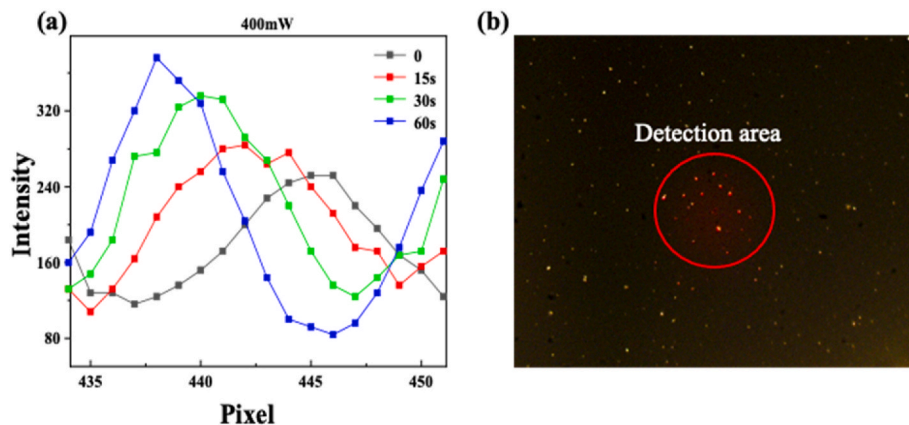 (a)
400mW
Intensity
320
240
160
80
0
15s
30s
60s
435
440
445
450
Pixel
(b)
Detection area